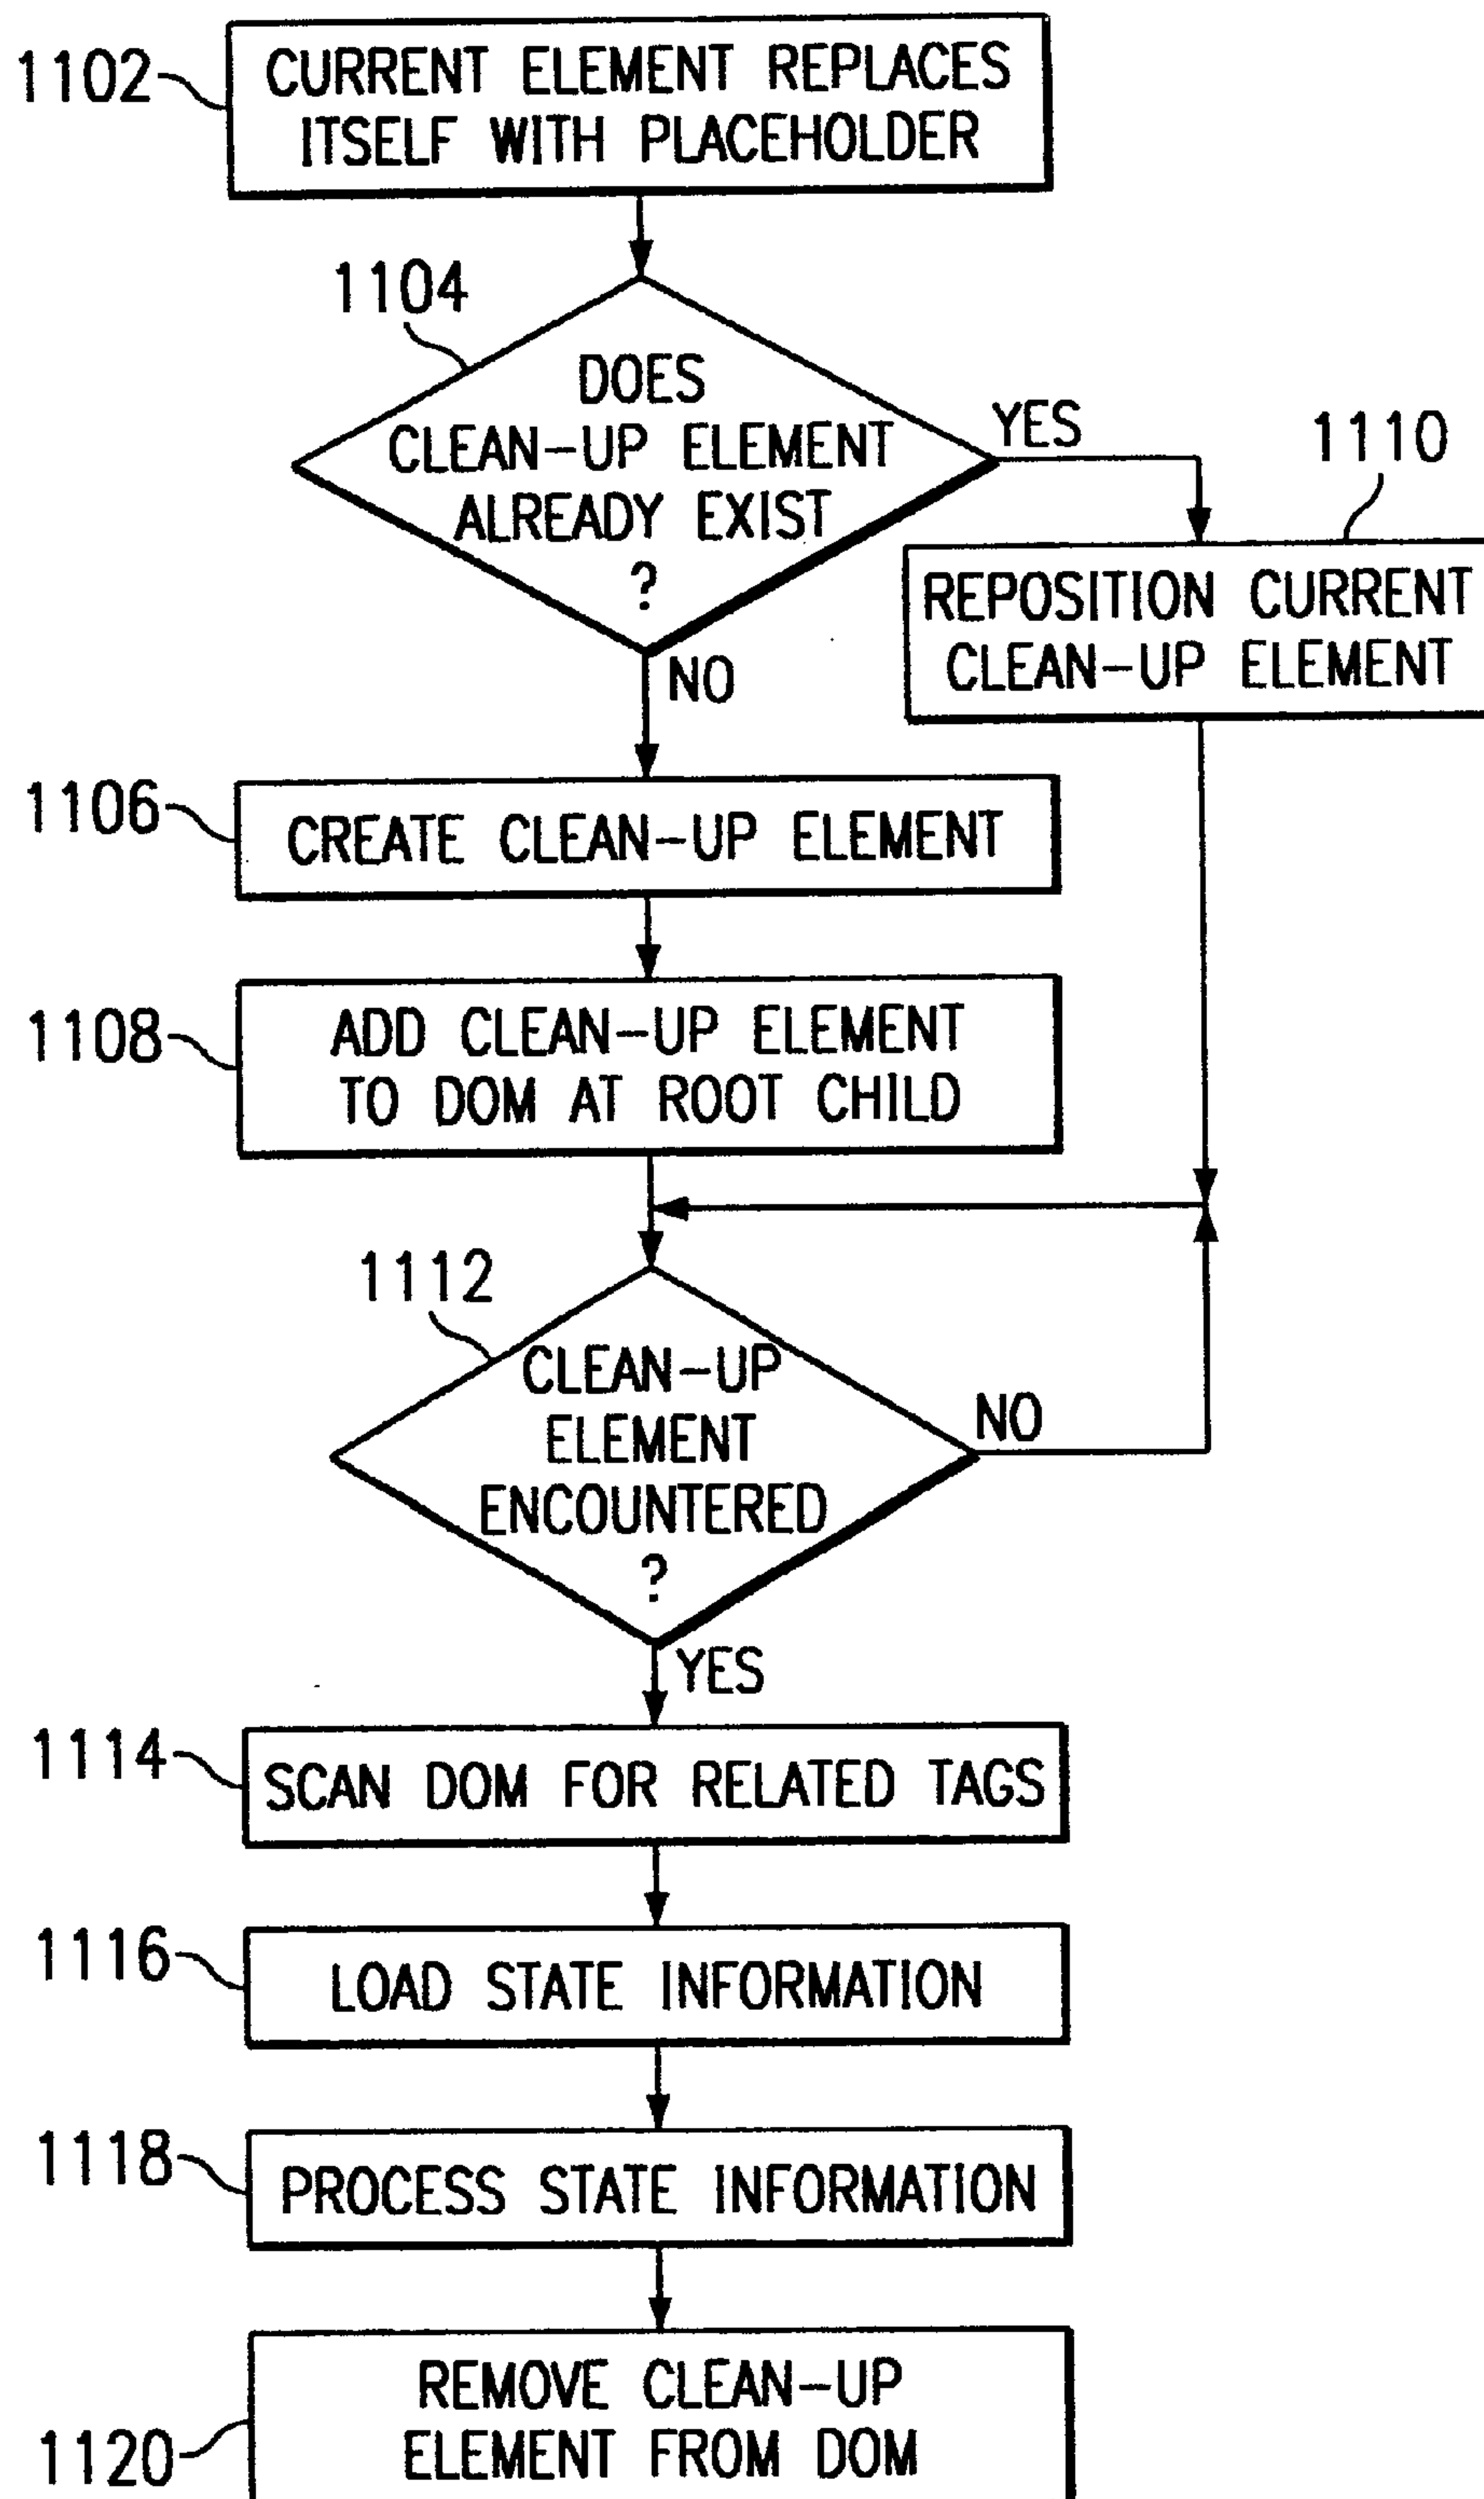 1102
CURRENT ELEMENT REPLACES
ITSELF WITH PLACEHOLDER
1104
DOES
CLEAN-UP ELEMENT
ALREADY EXIST
?
YES
NO
1110
REPOSITION CURRENT
CLEAN-UP ELEMENT
1106
CREATE CLEAN-UP ELEMENT
1108
ADD CLEAN-UP ELEMENT
TO DOM AT ROOT CHILD
1112
CLEAN-UP
ELEMENT
ENCOUNTERED
?
NO
YES
1114
SCAN DOM FOR RELATED TAGS
1116
LOAD STATE INFORMATION
1118
PROCESS STATE INFORMATION
1120
REMOVE CLEAN-UP
ELEMENT FROM DOM